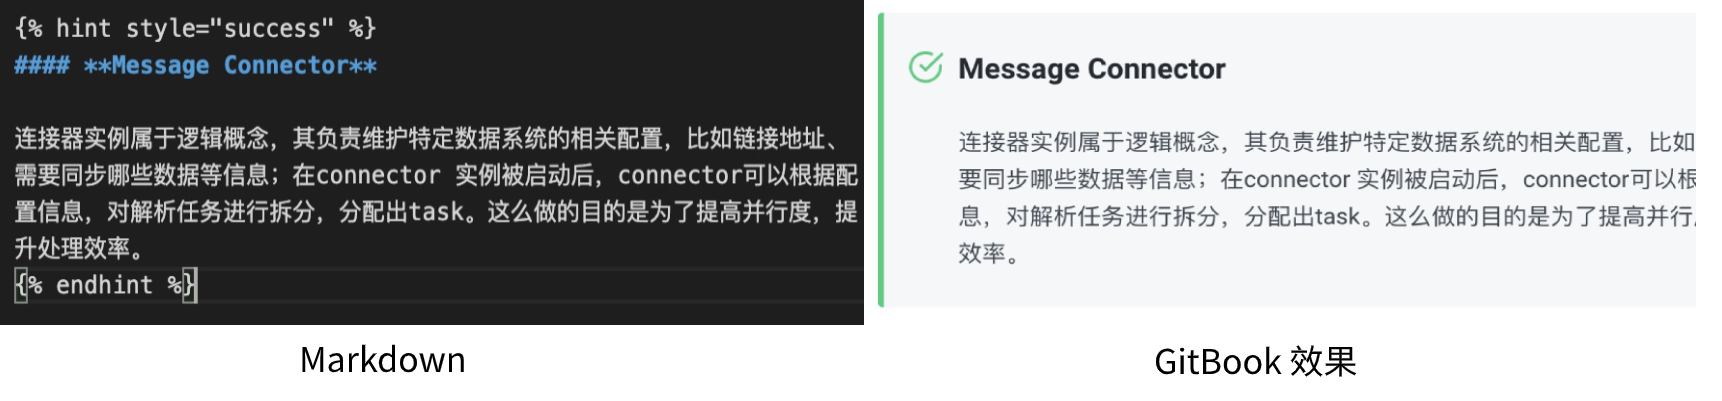 {% hint style="success" %}
#### **Message Connector**
连接器实例属于逻辑概念，其负责维护特定数据系统的相关配置，比如链接地址、
需要同步哪些数据等信息；在connector 实例被启动后，connector可以根据配
置信息，对解析任务进行拆分，分配出task。这么做的目的是为了提高并行度，提
升处理效率。
{% endhint %}
Markdown
Message Connector
连接器实例属于逻辑概念，其负责维护特定数据系统的相关配置，比如
要同步哪些数据等信息；在connector 实例被启动后，connector可以根
息，对解析任务进行拆分，分配出task。这么做的目的是为了提高并行
效率。
GitBook 效果